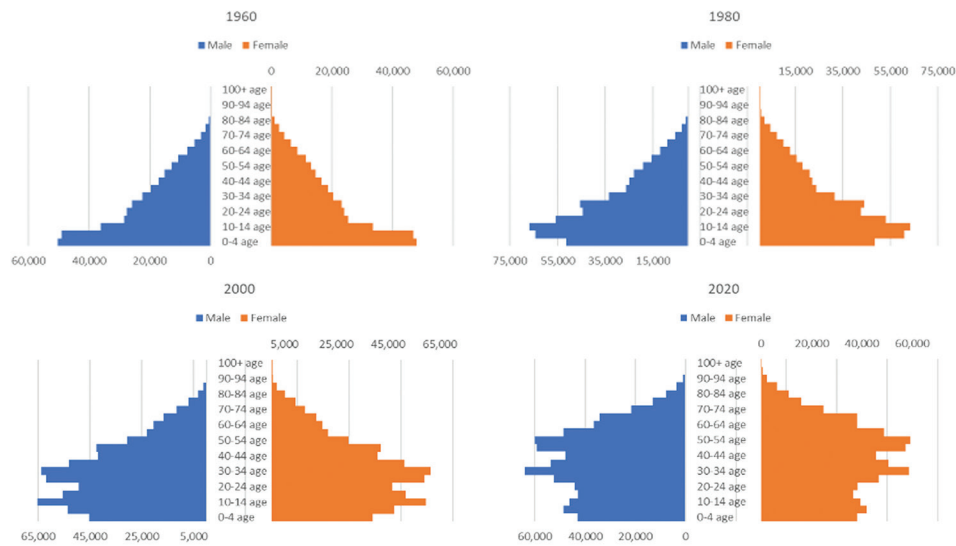 1960
Male Female
0 20,000 40,000 60,000
100+ age
90-94 age
80-84 age
70-74 age
60-64 age
50-54 age
40-44 age
30-34 age
20-24 age
10-14 age
0-4 age
60,000 40,000 20,000 0
1980
Male Female
15,000 35,000 55,000 75,000
100+ age
90-94 age
80-84 age
70-74 age
60-64 age
50-54 age
40-44 age
30-34 age
20-24 age
10-14 age
0-4 age
75,000 55,000 35,000 15,000
2000
Male Female
5,000 25,000 45,000 65,000
100+ age
90-94 age
80-84 age
70-74 age
60-64 age
50-54 age
40-44 age
30-34 age
20-24 age
10-14 age
0-4 age
65,000 45,000 25,000 5,000
2020
Male Female
0 20,000 40,000 60,000
100+ age
90-94 age
80-84 age
70-74 age
60-64 age
50-54 age
40-44 age
30-34 age
20-24 age
10-14 age
0-4 age
60,000 40,000 20,000 0